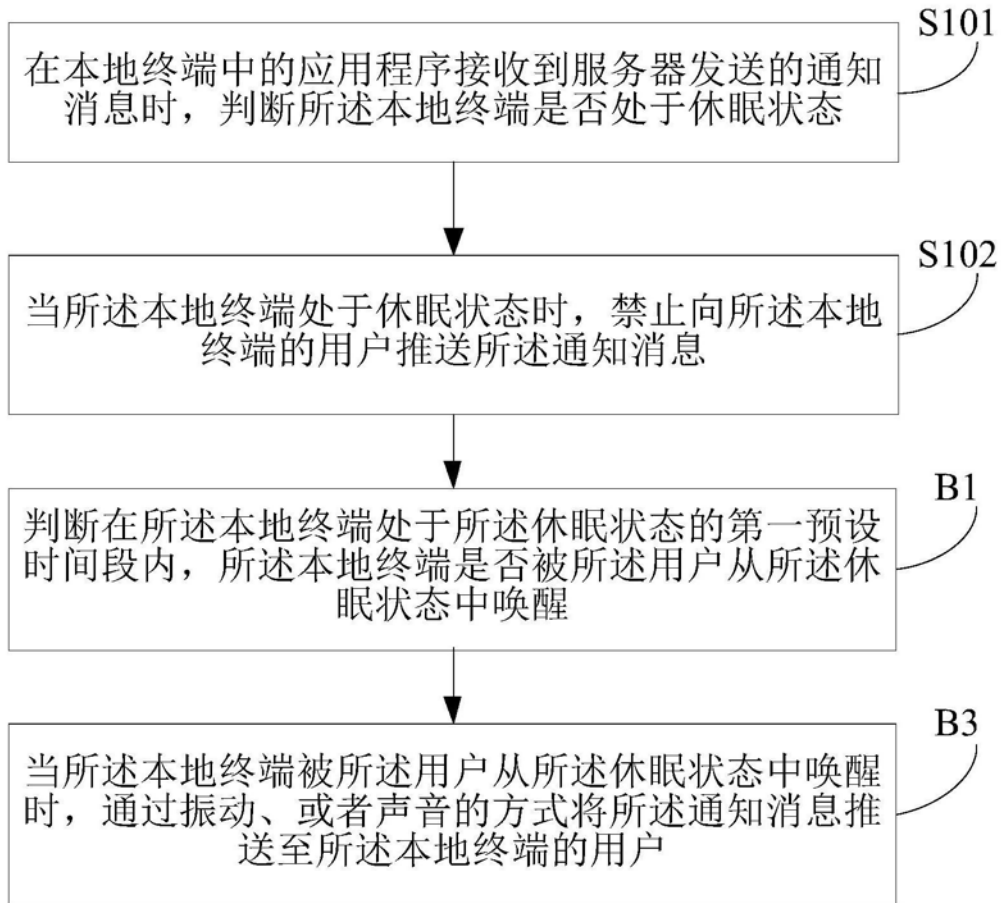 S101
在本地终端中的应用程序接收到服务器发送的通知
消息时，判断所述本地终端是否处于休眠状态
S102
当所述本地终端处于休眠状态时，禁止向所述本地
终端的用户推送所述通知消息
B1
判断在所述本地终端处于所述休眠状态的第一预设
时间段内，所述本地终端是否被所述用户从所述休
眠状态中唤醒
B3
当所述本地终端被所述用户从所述休眠状态中唤醒
时，通过振动、或者声音的方式将所述通知消息推
送至所述本地终端的用户